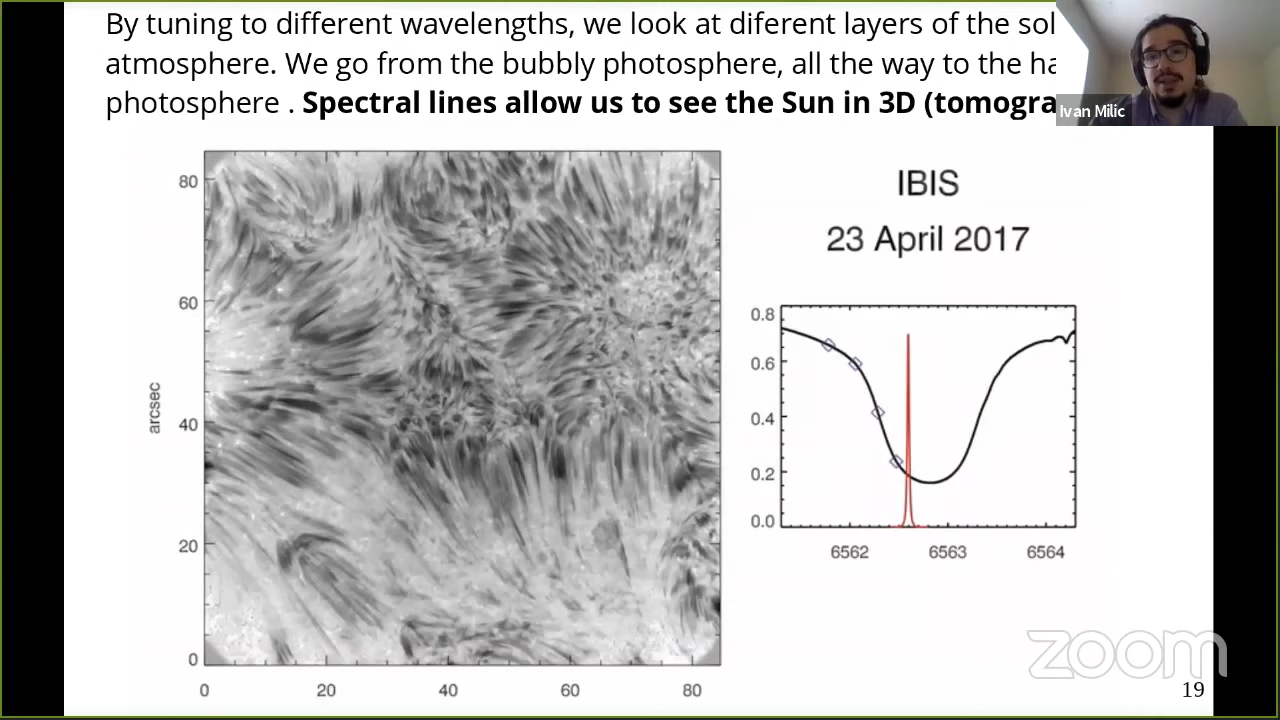 By tuning to different wavelengths, we look at diferent layers of the sol
atmosphere. We go from the bubbly photosphere, all the way to the ha
photosphere . Spectral lines allow us to see the Sun in 3D (tomogra
Ivan Milic
IBIS
23 April 2017
80
60
40
20
0
arcsec
0 20 40 60 80
0.8
0.6
0.4
0.2
0.0
6562 6563 6564
zoom
19